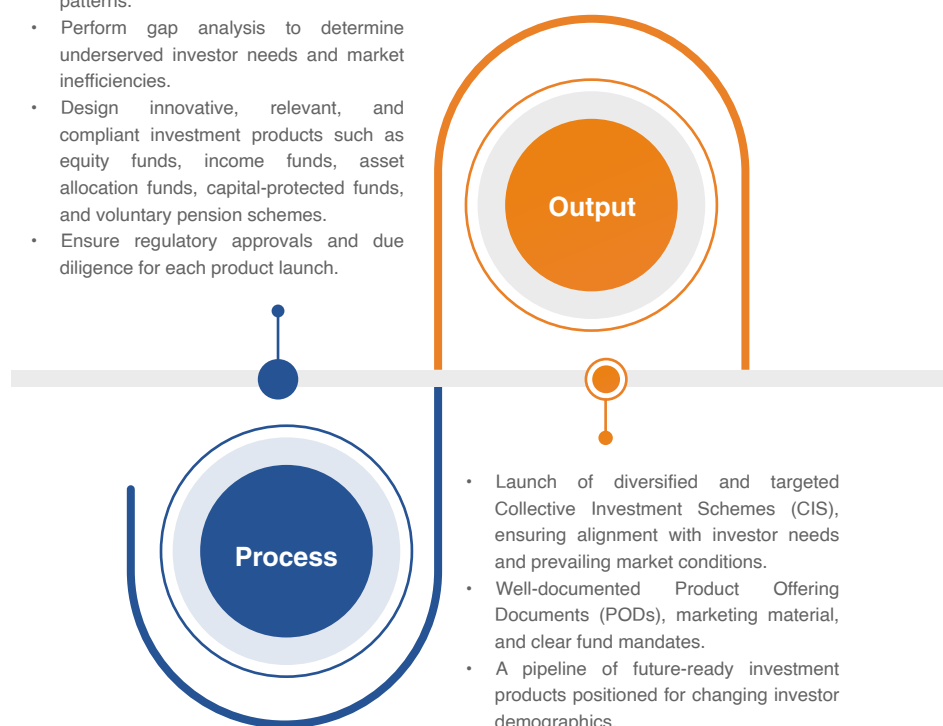 patterns.
• Perform gap analysis to determine
underserved investor needs and market
inefficiencies.
• Design innovative, relevant, and
compliant investment products such as
equity funds, income funds, asset
allocation funds, capital-protected funds,
and voluntary pension schemes.
• Ensure regulatory approvals and due
diligence for each product launch.
Output
Process
• Launch of diversified and targeted
Collective Investment Schemes (CIS),
ensuring alignment with investor needs
and prevailing market conditions.
• Well-documented Product Offering
Documents (PODs), marketing material,
and clear fund mandates.
• A pipeline of future-ready investment
products positioned for changing investor
demographics